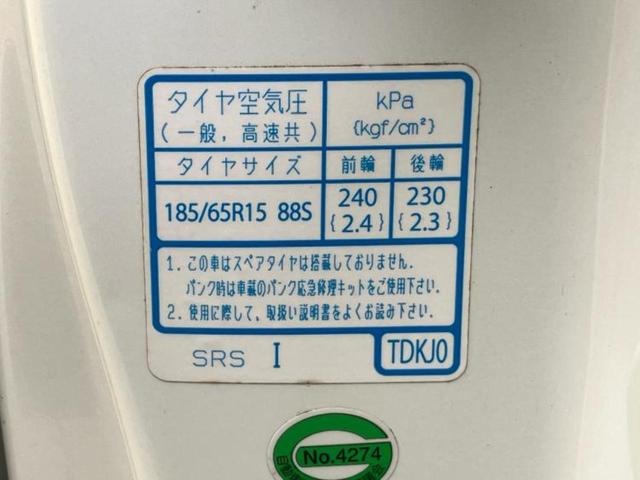 タイヤ空気圧
(一般，高速共)
kPa
{kgf/cm²}
タイヤサイズ 前輪 後輪
185/65R15 88S 240 {2.4} 230 {2.3}
1. この車はスペアタイヤは搭載しておりません.
パンク時は車載のパンク応急修理キットをご使用下さい.
2. 使用に際して、取扱い説明書をよくお読み下さい.
SRS I TDKJ0
No.4274